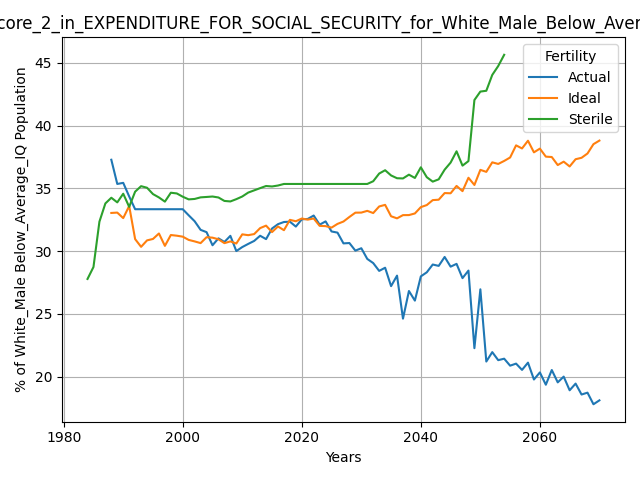 core_2_in_EXPENDITURE_FOR_SOCIAL_SECURITY_for_White_Male_Below_Aver
% of White_Male Below_Average_IQ Population
45
40
35
30
25
20
1980
2000
2020
2040
2060
Years
Fertility
Actual
Ideal
Sterile